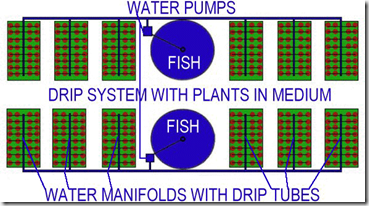 WATER PUMPS
FISH
DRIP SYSTEM WITH PLANTS IN MEDIUM
FISH
WATER MANIFOLDS WITH DRIP TUBES